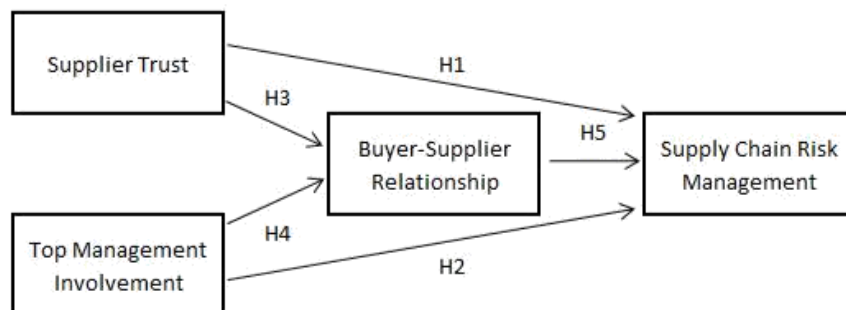 Supplier Trust
H1
H3
Buyer-Supplier
Relationship
H5
Supply Chain Risk
Management
H4
Top Management
Involvement
H2